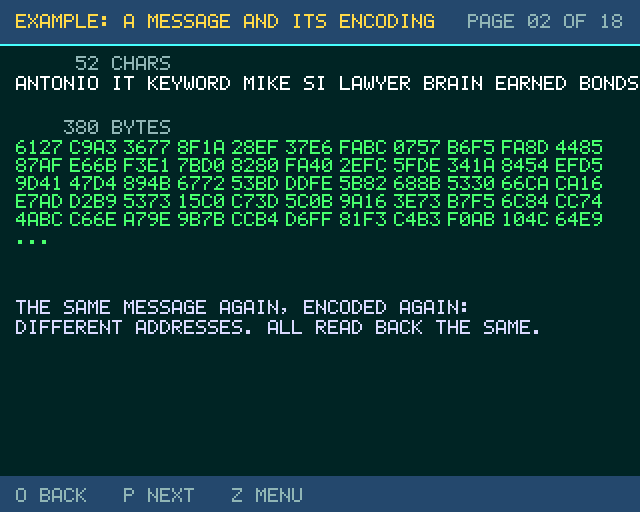 EXAMPLE: A MESSAGE AND ITS ENCODING PAGE 02 OF 18
52 CHARS
ANTONIO IT KEYWORD MIKE SI LAWYER BRAIN EARNED BONDS
380 BYTES
6127 C9A3 3677 8F1A 28EF 37E6 FABC 0757 B6F5 FA8D 4485
87AF E66B F3E1 7BD0 8280 FA40 2EFC 5FDE 341A 8454 EFD5
9D41 47D4 894B 6772 53BD DDFE 5B82 688B 5330 66CA CA16
E7AD D2B9 5373 15C0 C73D 5C0B 9A16 3E73 B7F5 6C84 CC74
4ABC C66E A79E 9B7B CCB4 D6FF 81F3 C4B3 F0AB 104C 64E9
...
THE SAME MESSAGE AGAIN, ENCODED AGAIN:
DIFFERENT ADDRESSES. ALL READ BACK THE SAME.
O BACK P NEXT Z MENU